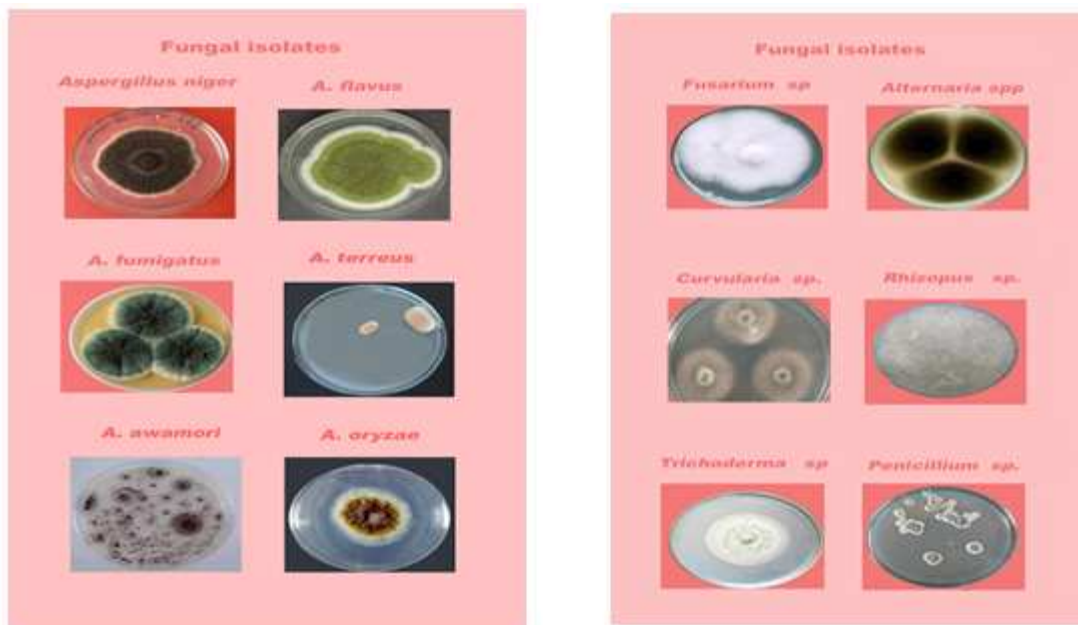 Fungal isolates
Aspergillus niger
A. flavus
A. fumigatus
A. terreus
A. awamori
A. oryzae
Fungal isolates
Fusarium sp
Alternaria spp
Curvularia sp.
Rhizopus sp.
Trichoderma sp
Penicillium sp.